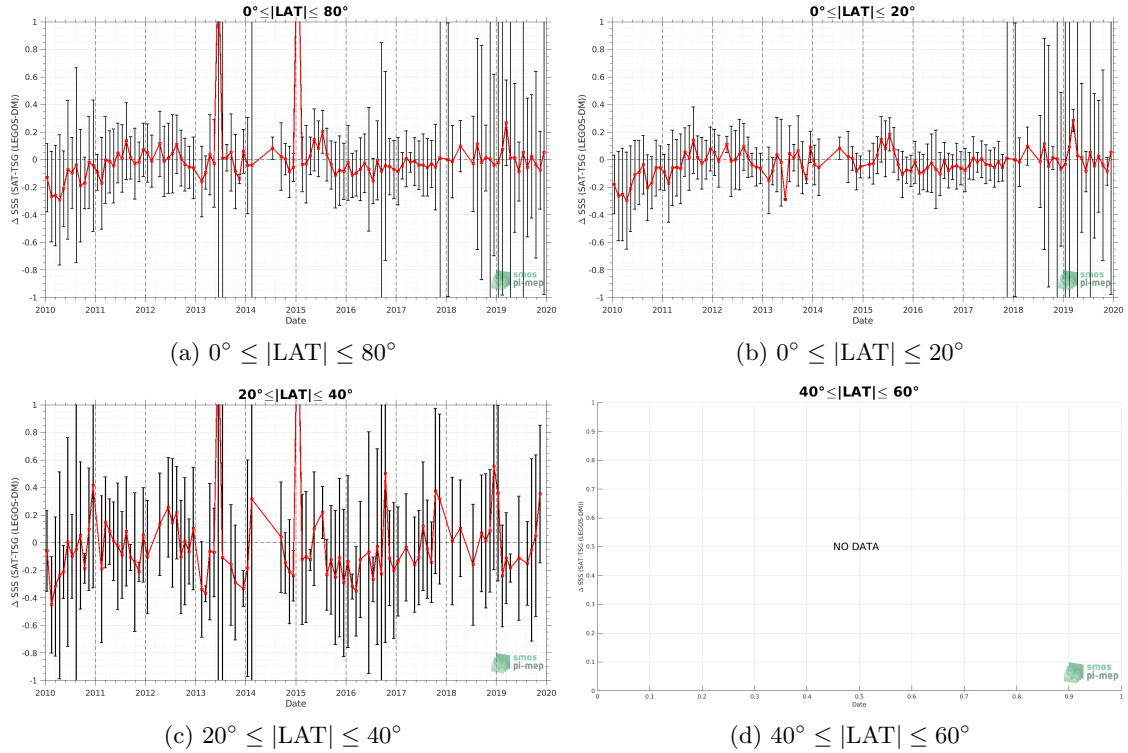 0°≤|LAT|≤ 80°
Δ SSS (SAT-TSG (LEGOS-DM))
1
0.8
0.6
0.4
0.2
0
-0.2
-0.4
-0.6
-0.8
-1
2010 2011 2012 2013 2014 2015 2016 2017 2018 2019 2020
Date
smos
pi-mep
(a) 0° ≤ |LAT| ≤ 80°
0°≤|LAT|≤ 20°
Δ SSS (SAT-TSG (LEGOS-DM))
1
0.8
0.6
0.4
0.2
0
-0.2
-0.4
-0.6
-0.8
-1
2010 2011 2012 2013 2014 2015 2016 2017 2018 2019 2020
Date
smos
pi-mep
(b) 0° ≤ |LAT| ≤ 20°
20°≤|LAT|≤ 40°
Δ SSS (SAT-TSG (LEGOS-DM))
1
0.8
0.6
0.4
0.2
0
-0.2
-0.4
-0.6
-0.8
-1
2010 2011 2012 2013 2014 2015 2016 2017 2018 2019 2020
Date
smos
pi-mep
(c) 20° ≤ |LAT| ≤ 40°
40°≤|LAT|≤ 60°
Δ SSS (SAT-TSG (LEGOS-DM))
1
0.9
0.8
0.7
0.6
0.5
0.4
0.3
0.2
0.1
0
NO DATA
0 0.1 0.2 0.3 0.4 0.5 0.6 0.7 0.8 0.9 1
Date
smos
pi-mep
(d) 40° ≤ |LAT| ≤ 60°